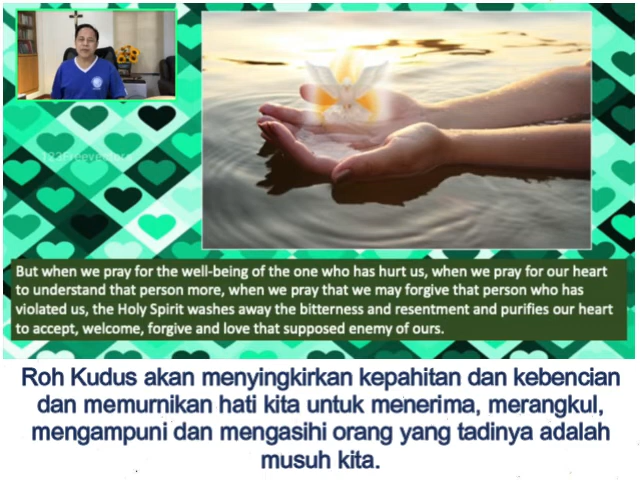 123Freevectors
But when we pray for the well-being of the one who has hurt us, when we pray for our heart
to understand that person more, when we pray that we may forgive that person who has
violated us, the Holy Spirit washes away the bitterness and resentment and purifies our heart
to accept, welcome, forgive and love that supposed enemy of ours.
Roh Kudus akan menyingkirkan kepahitan dan kebencian
dan memurnikan hati kita untuk menerima, merangkul,
mengampuni dan mengasihi orang yang tadinya adalah
musuh kita.